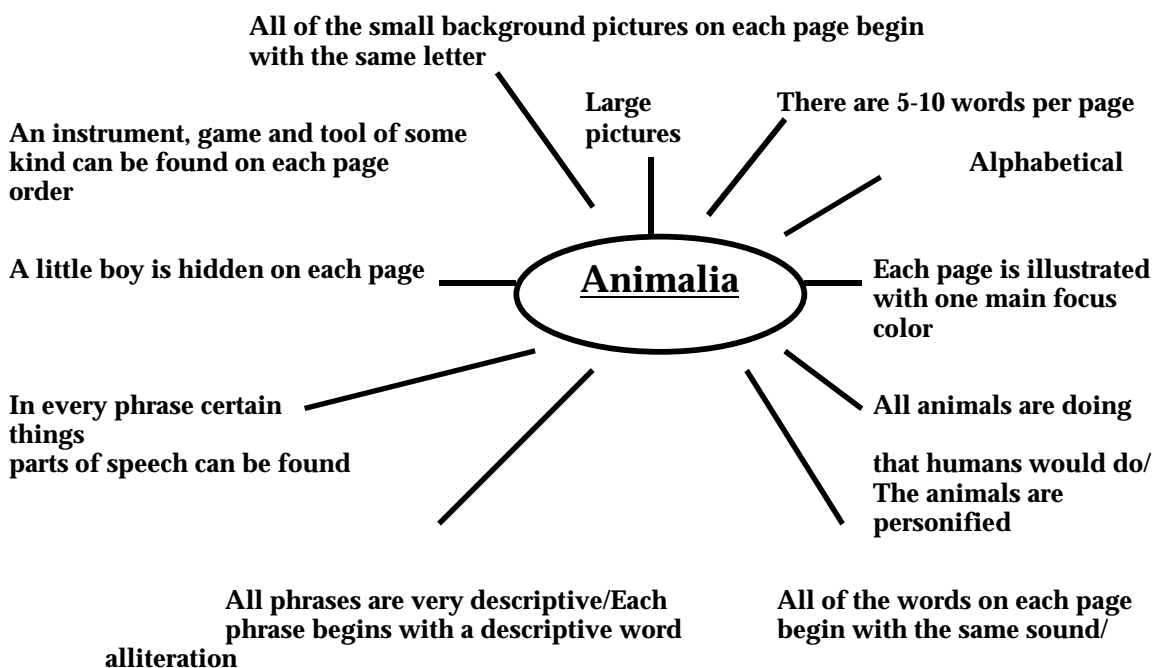 All of the small background pictures on each page begin
with the same letter
Large
pictures
There are 5-10 words per page
An instrument, game and tool of some
kind can be found on each page
order
Alphabetical
A little boy is hidden on each page
Animalia
Each page is illustrated
with one main focus
color
In every phrase certain
things
parts of speech can be found
All animals are doing
that humans would do/
The animals are
personified
All phrases are very descriptive/Each
phrase begins with a descriptive word
alliteration
All of the words on each page
begin with the same sound/